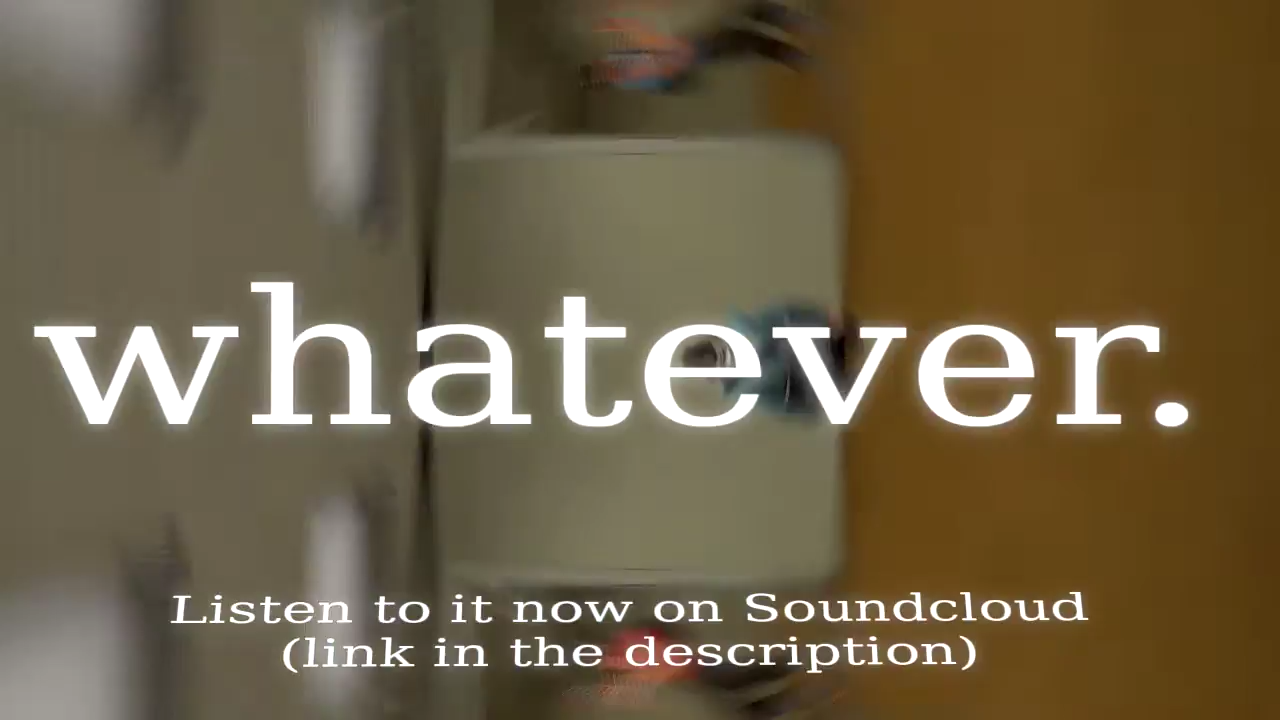 whatever.
Listen to it now on Soundcloud
(link in the description)